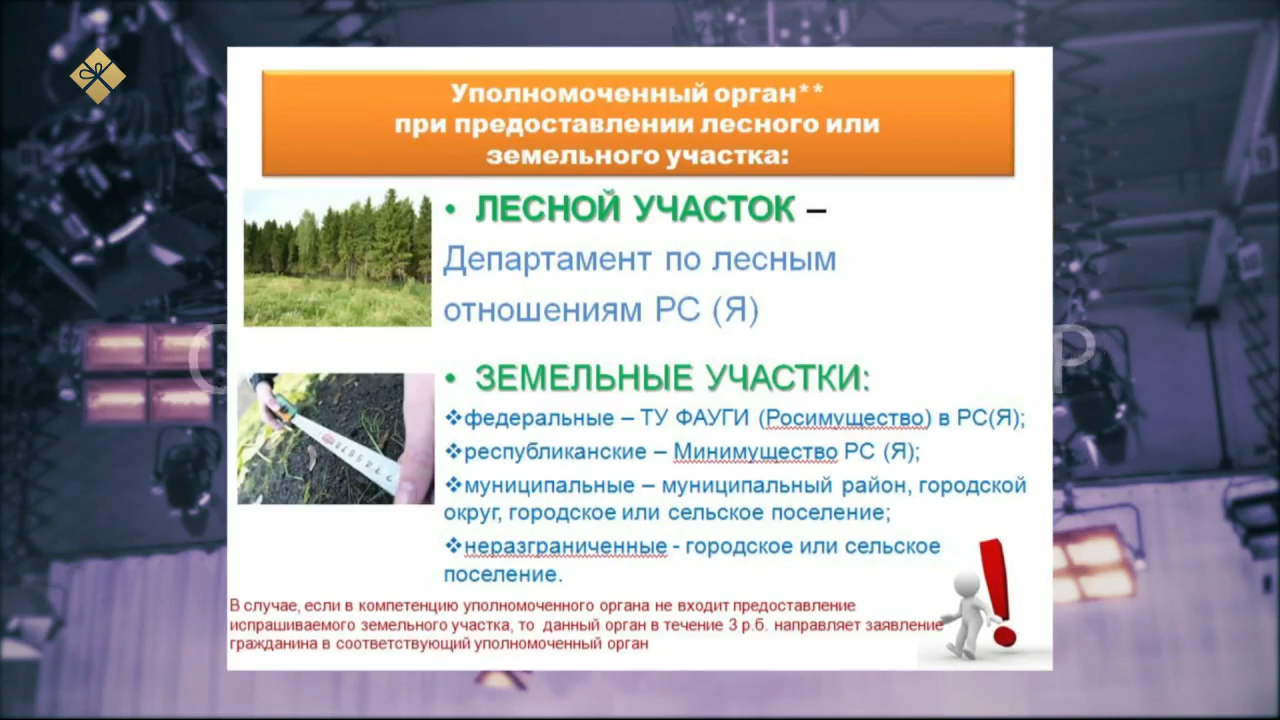 Уполномоченный орган**
при предоставлении лесного или
земельного участка:
• ЛЕСНОЙ УЧАСТОК –
Департамент по лесным
отношениям РС (Я)
• ЗЕМЕЛЬНЫЕ УЧАСТКИ:
❖федеральные – ТУ ФАУГИ (Росимущество) в РС(Я);
❖республиканские – Минимущество РС (Я);
❖муниципальные – муниципальный район, городской
округ, городское или сельское поселение;
❖неразграниченные - городское или сельское
поселение.
В случае, если в компетенцию уполномоченного органа не входит предоставление
испрашиваемого земельного участка, то данный орган в течение 3 р.б. направляет заявление
гражданина в соответствующий уполномоченный орган